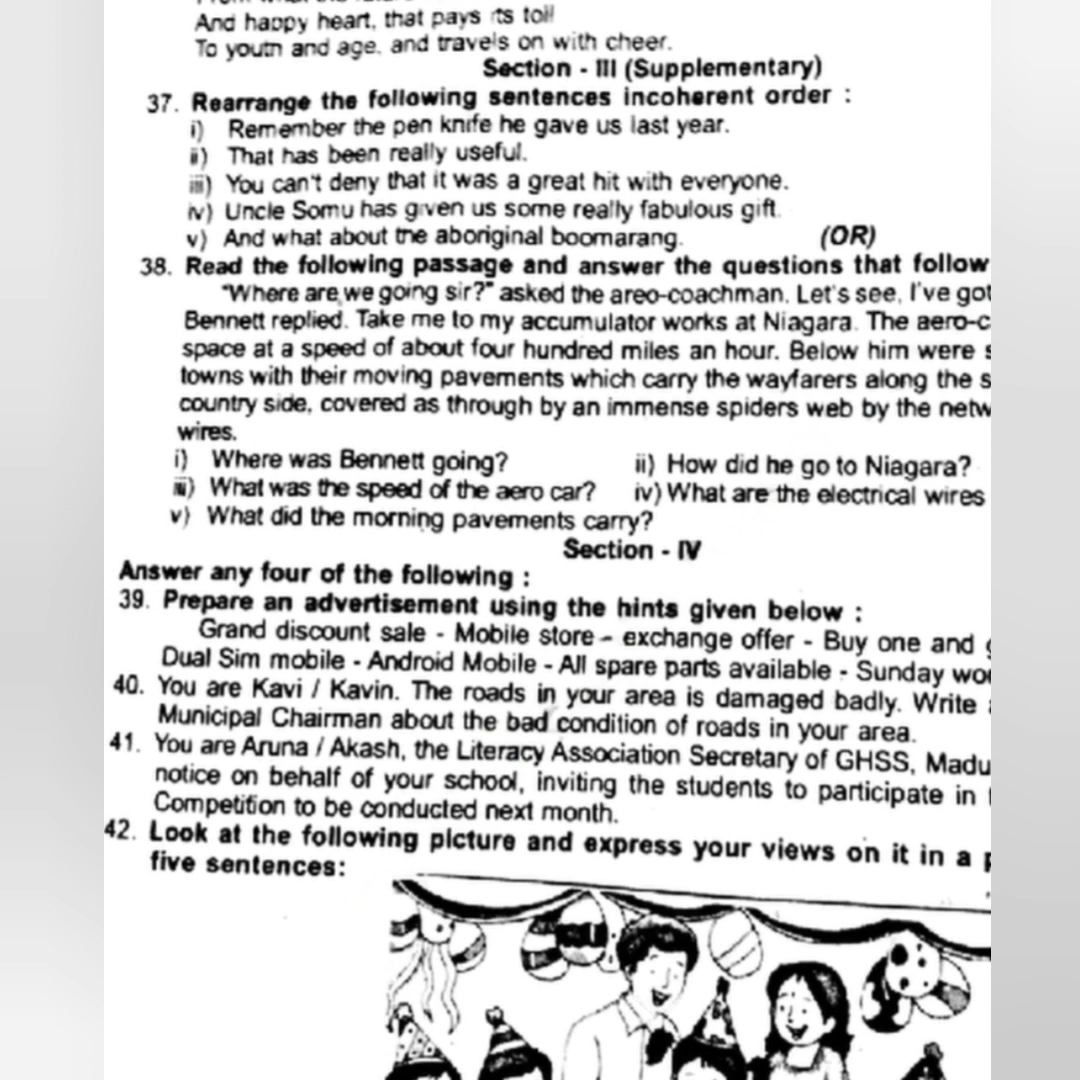 And happy heart, that pays its toll
To youth and age, and travels on with cheer.
Section - III (Supplementary)
37. Rearrange the following sentences incoherent order :
i) Remember the pen knife he gave us last year.
ii) That has been really useful.
iii) You can't deny that it was a great hit with everyone.
iv) Uncle Somu has given us some really fabulous gift.
v) And what about the aboriginal boomarang. (OR)
38. Read the following passage and answer the questions that follow
"Where are we going sir?" asked the areo-coachman. Let's see, I've got
Bennett replied. Take me to my accumulator works at Niagara. The aero-c
space at a speed of about four hundred miles an hour. Below him were s
towns with their moving pavements which carry the wayfarers along the s
country side, covered as through by an immense spiders web by the netw
wires.
i) Where was Bennett going? ii) How did he go to Niagara?
iii) What was the speed of the aero car? iv) What are the electrical wires
v) What did the morning pavements carry?
Section - IV
Answer any four of the following :
39. Prepare an advertisement using the hints given below :
Grand discount sale - Mobile store - exchange offer - Buy one and
Dual Sim mobile - Android Mobile - All spare parts available - Sunday wo
40. You are Kavi / Kavin. The roads in your area is damaged badly. Write
Municipal Chairman about the bad condition of roads in your area.
41. You are Aruna / Akash, the Literacy Association Secretary of GHSS, Madu
notice on behalf of your school, inviting the students to participate in
Competition to be conducted next month.
42. Look at the following picture and express your views on it in a p
five sentences: